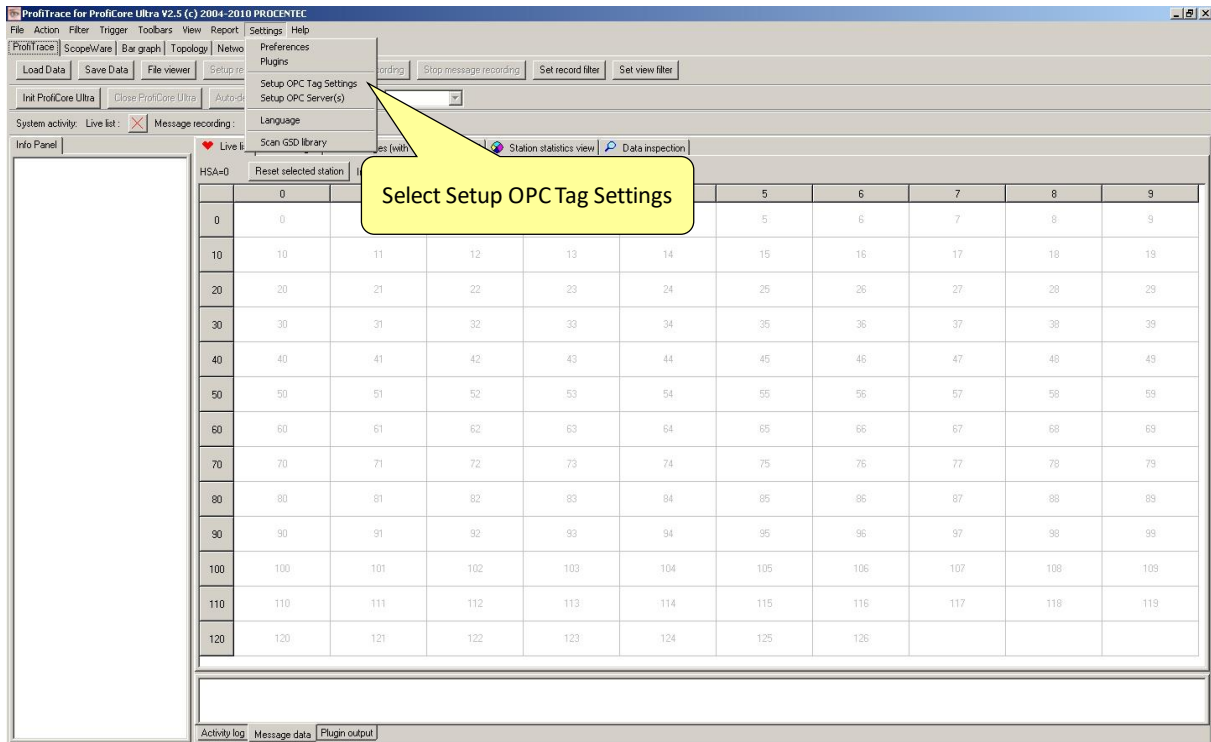 ProfiTrace for ProfiCore Ultra V2.5 (c) 2004-2010 PROCENTEC
File Action Filter Trigger Toolbars View Report Settings Help
ProfiTrace ScopeWare Bar graph Topology Netwo
Preferences
Plugins
Setup OPC Tag Settings
Setup OPC Server(s)
Language
Scan GSD library
Load Data Save Data File viewer Setup re ording Stop message recording Set record filter Set view filter
Init ProfiCore Ultra Close ProfiCore Ultra Auto-de
System activity: Live list : Message recording :
Info Panel
Live li es (with Station statistics view Data inspection
HSA=0 Reset selected station
Select Setup OPC Tag Settings
0 5 6 7 8 9
0 0 5 6 7 8 9
10 10 11 12 13 14 15 16 17 18 19
20 20 21 22 23 24 25 26 27 28 29
30 30 31 32 33 34 35 36 37 38 39
40 40 41 42 43 44 45 46 47 48 49
50 50 51 52 53 54 55 56 57 58 59
60 60 61 62 63 64 65 66 67 68 69
70 70 71 72 73 74 75 76 77 78 79
80 80 81 82 83 84 85 86 87 88 89
90 90 91 92 93 94 95 96 97 98 99
100 100 101 102 103 104 105 106 107 108 109
110 110 111 112 113 114 115 116 117 118 119
120 120 121 122 123 124 125 126
Activity log Message data Plugin output